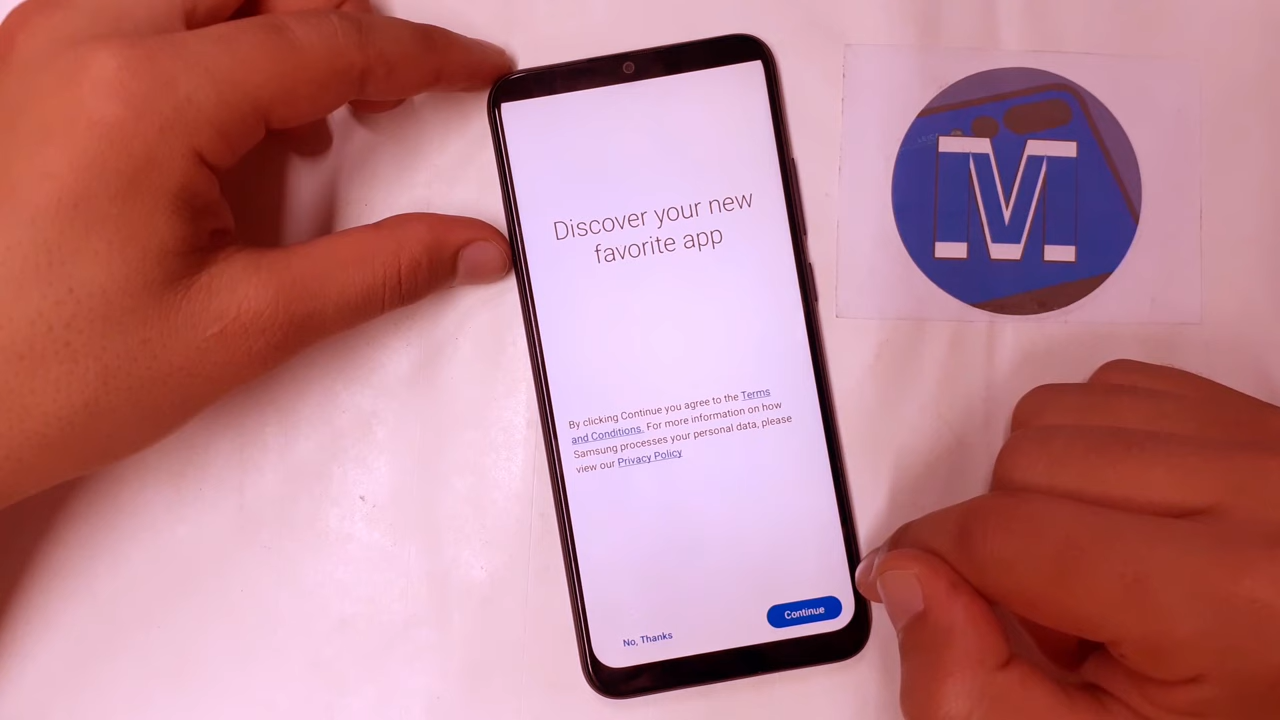 Discover your new
favorite app
By clicking Continue you agree to the Terms
and Conditions. For more information on how
Samsung processes your personal data, please
view our Privacy Policy
Continue
No, Thanks
M